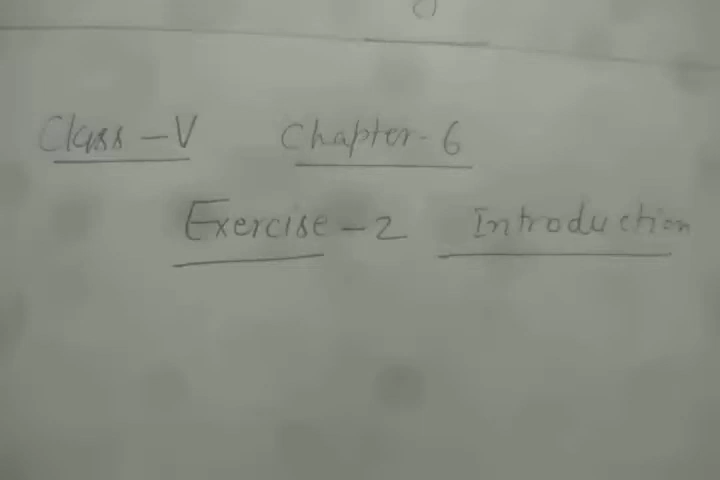 Class - V Chapter - 6
Exercise - 2 Introduction